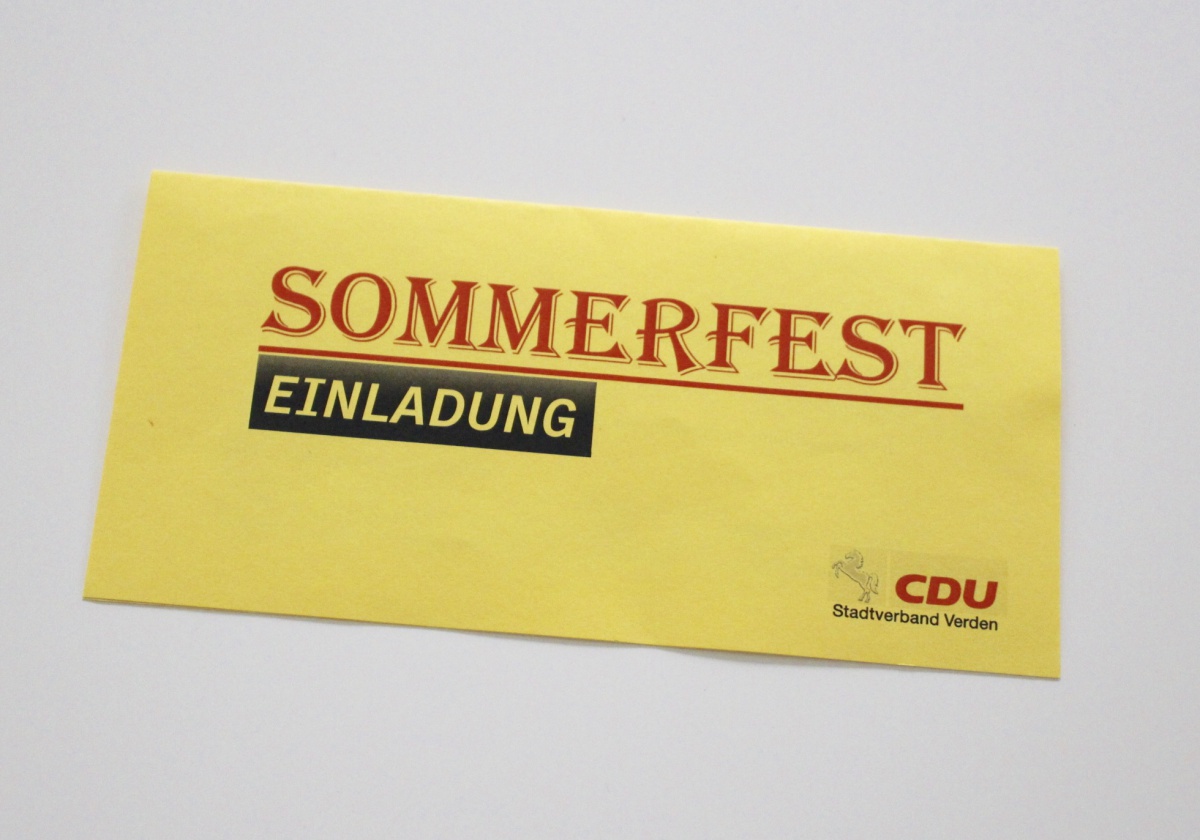 SOMMERFEST
EINLADUNG
CDU
Stadtverband Verden